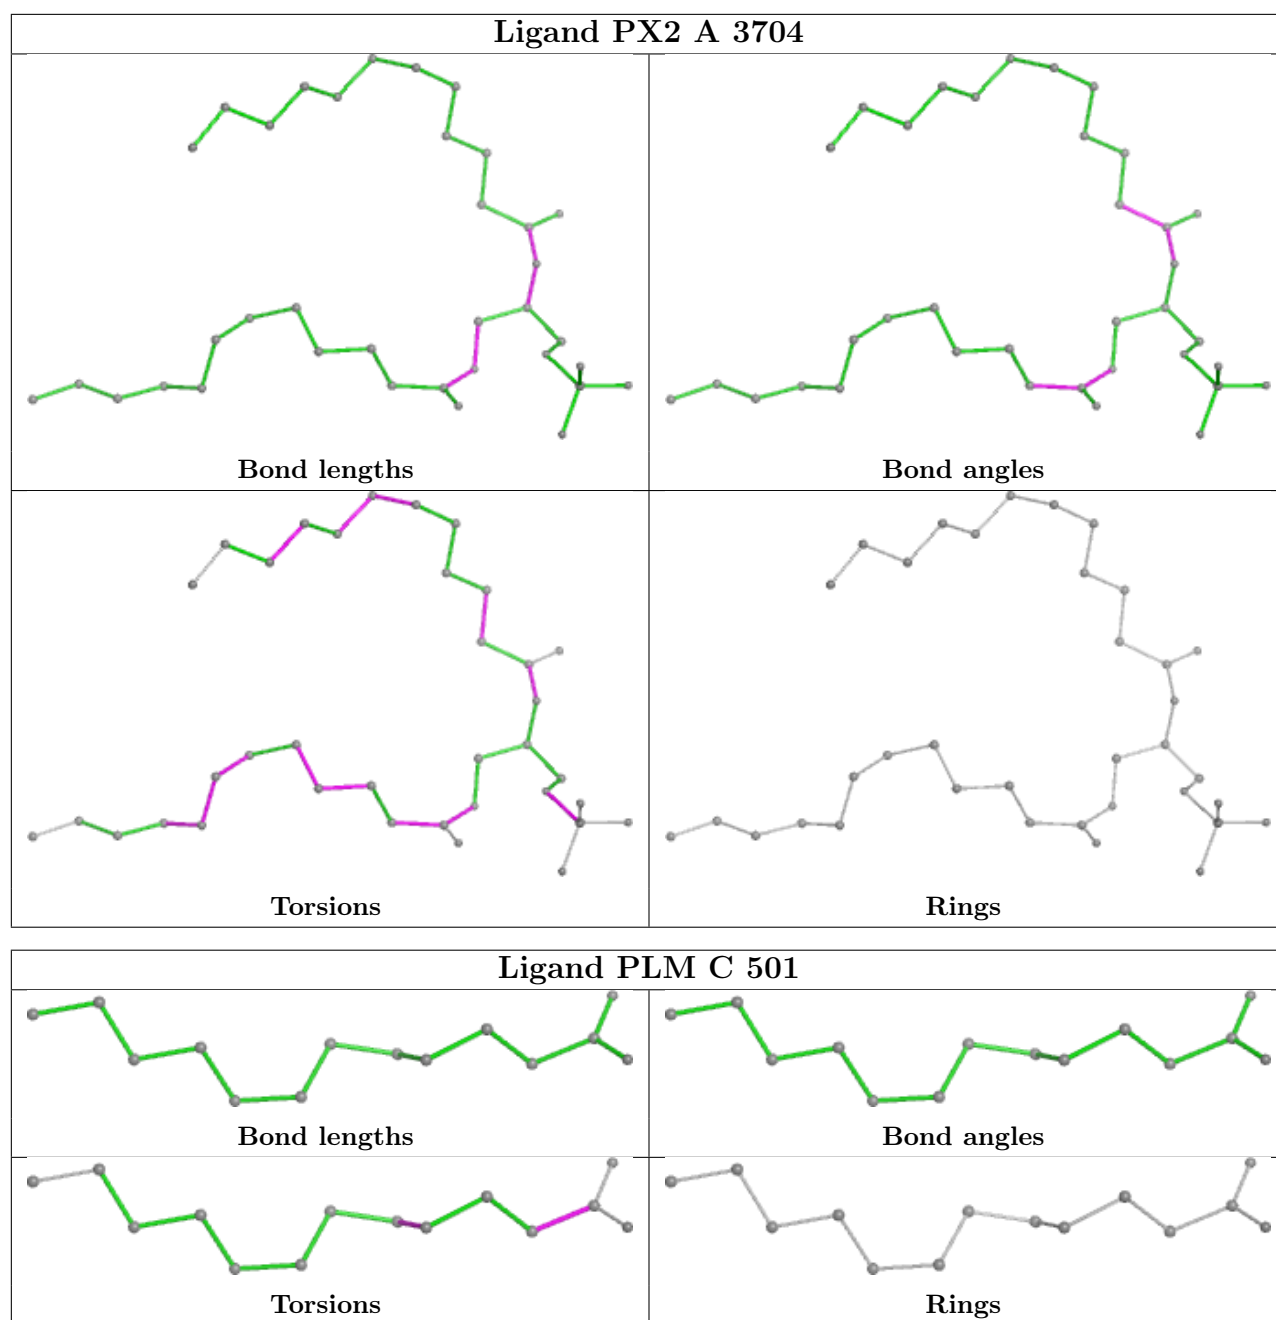 Ligand PX2 A 3704
Bond lengths
Bond angles
Torsions
Rings
Ligand PLM C 501
Bond lengths
Bond angles
Torsions
Rings